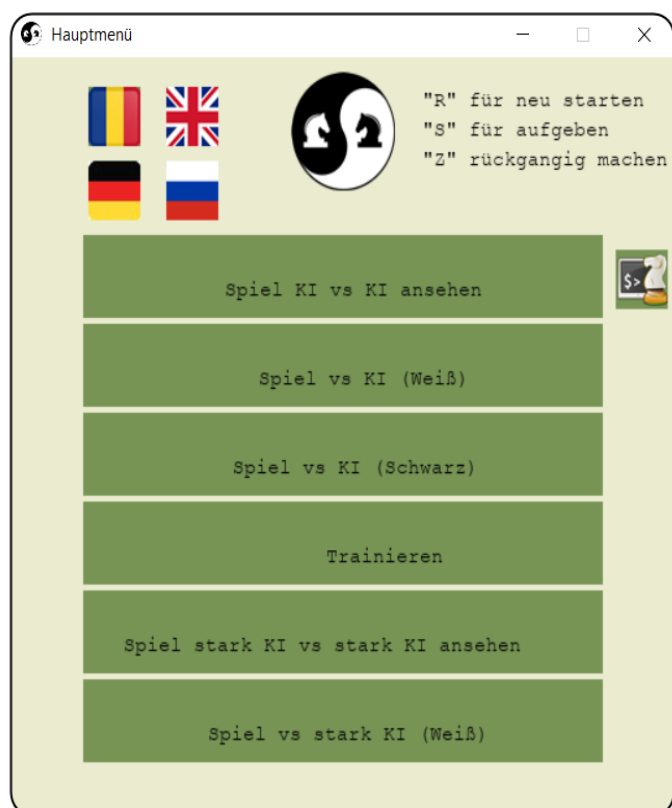 Hauptmenü
"R" für neu starten
"S" für aufgeben
"Z" rückgangig machen
$>
Spiel KI vs KI ansehen
Spiel vs KI (Weiß)
Spiel vs KI (Schwarz)
Trainieren
Spiel stark KI vs stark KI ansehen
Spiel vs stark KI (Weiß)